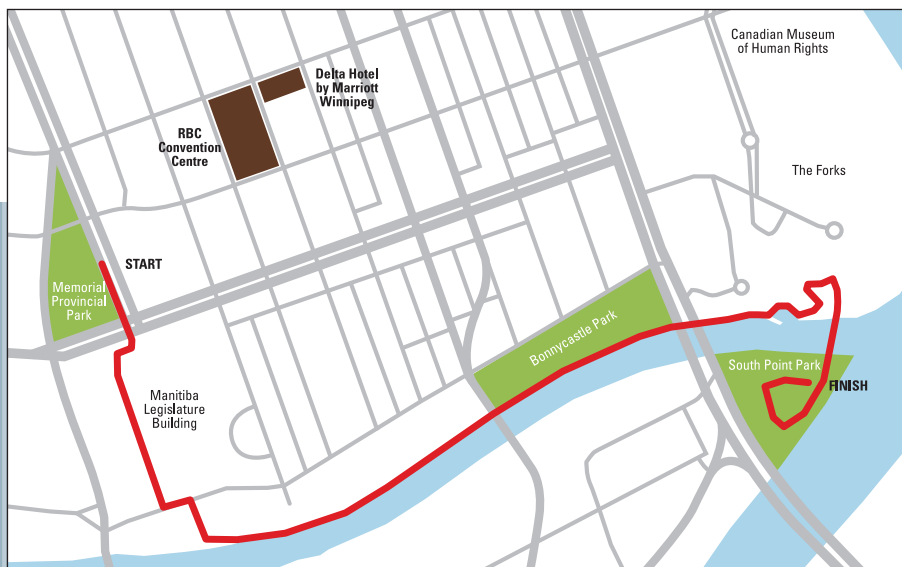 Canadian Museum
of Human Rights
Delta Hotel
by Marriott
Winnipeg
RBC
Convention
Centre
The Forks
START
Memorial
Provincial
Park
Bonnycastle Park
South Point Park
FINISH
Manitiba
Legislature
Building